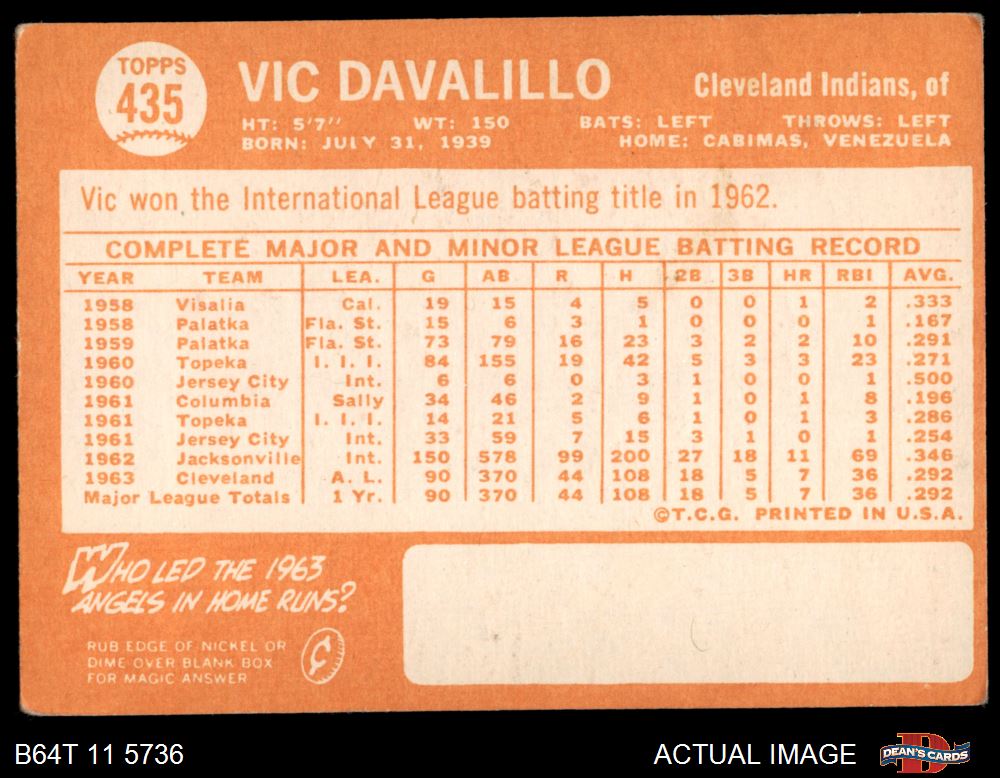 TOPPS
435
VIC DAVALILLO
Cleveland Indians, of
HT: 5'7" WT: 150 BATS: LEFT THROWS: LEFT
BORN: JULY 31, 1939 HOME: CABIMAS, VENEZUELA
Vic won the International League batting title in 1962.
COMPLETE MAJOR AND MINOR LEAGUE BATTING RECORD
YEAR TEAM LEA. G AB R H 2B 3B HR RBI AVG.
1958 Visalia Cal. 19 15 4 5 0 0 1 2 .333
1958 Palatka Fla. St. 15 6 3 1 0 0 0 1 .167
1959 Palatka Fla. St. 73 79 16 23 3 2 2 10 .291
1960 Topeka I. I. I. 84 155 19 42 5 3 3 23 .271
1960 Jersey City Int. 6 6 0 3 1 0 0 1 .500
1961 Columbia Sally 34 46 2 9 1 0 1 8 .196
1961 Topeka I. I. I. 14 21 5 6 1 0 1 3 .286
1961 Jersey City Int. 33 59 7 15 3 1 0 1 .254
1962 Jacksonville Int. 150 578 99 200 27 18 11 69 .346
1963 Cleveland A. L. 90 370 44 108 18 5 7 36 .292
Major League Totals 1 Yr. 90 370 44 108 18 5 7 36 .292
©T.C.G. PRINTED IN U.S.A.
WHO LED THE 1963
ANGELS IN HOME RUNS?
RUB EDGE OF NICKEL OR
DIME OVER BLANK BOX
FOR MAGIC ANSWER
¢
B64T 11 5736
ACTUAL IMAGE
DEAN'S CARDS